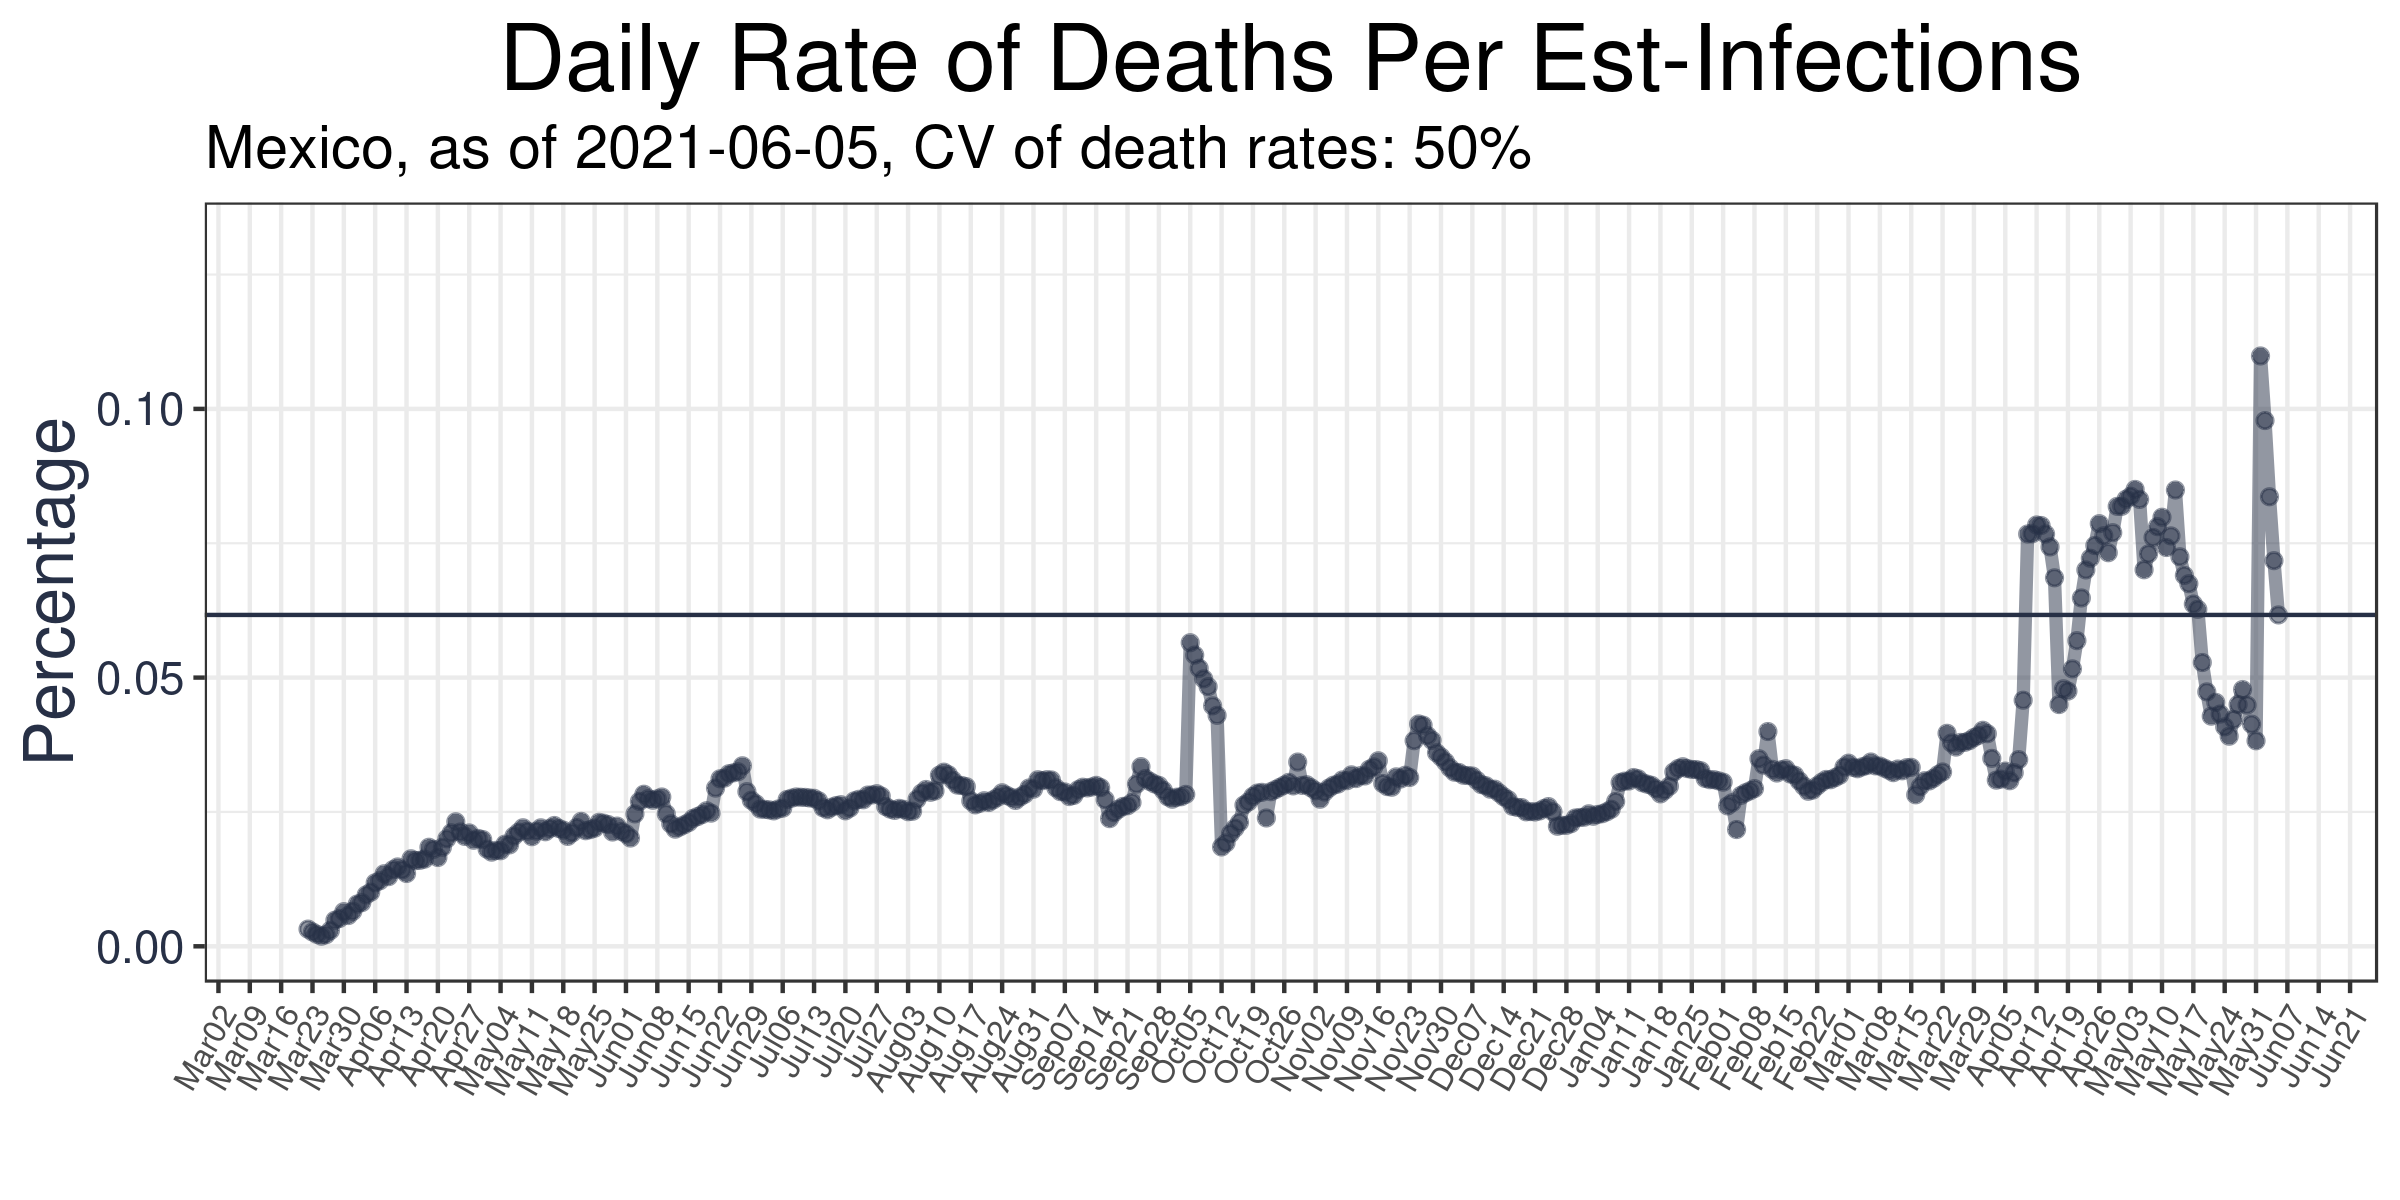 Daily Rate of Deaths Per Est-Infections
Mexico, as of 2021-06-05, CV of death rates: 50%
Percentage
0.10
0.05
0.00
Mar02
Mar09
Mar16
Mar23
Mar30
Apr06
Apr13
Apr20
Apr27
May04
May11
May18
May25
Jun01
Jun08
Jun15
Jun22
Jun29
Jul06
Jul13
Jul20
Jul27
Aug03
Aug10
Aug17
Aug24
Aug31
Sep07
Sep14
Sep21
Sep28
Oct05
Oct12
Oct19
Oct26
Nov02
Nov09
Nov16
Nov23
Nov30
Dec07
Dec14
Dec21
Dec28
Jan04
Jan11
Jan18
Jan25
Feb01
Feb08
Feb15
Feb22
Mar01
Mar08
Mar15
Mar22
Mar29
Apr05
Apr12
Apr19
Apr26
May03
May10
May17
May24
May31
Jun07
Jun14
Jun21